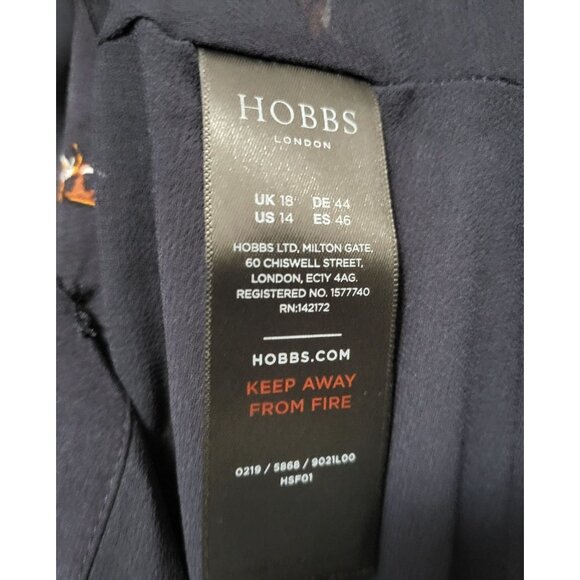 HOBBS
LONDON
UK 18 DE 44
US 14 ES 46
HOBBS LTD, MILTON GATE,
60 CHISWELL STREET,
LONDON, EC1Y 4AG.
REGISTERED NO. 1577740
RN:142172
HOBBS.COM
KEEP AWAY
FROM FIRE
0219 / 5868 / 9021L00
HSF01